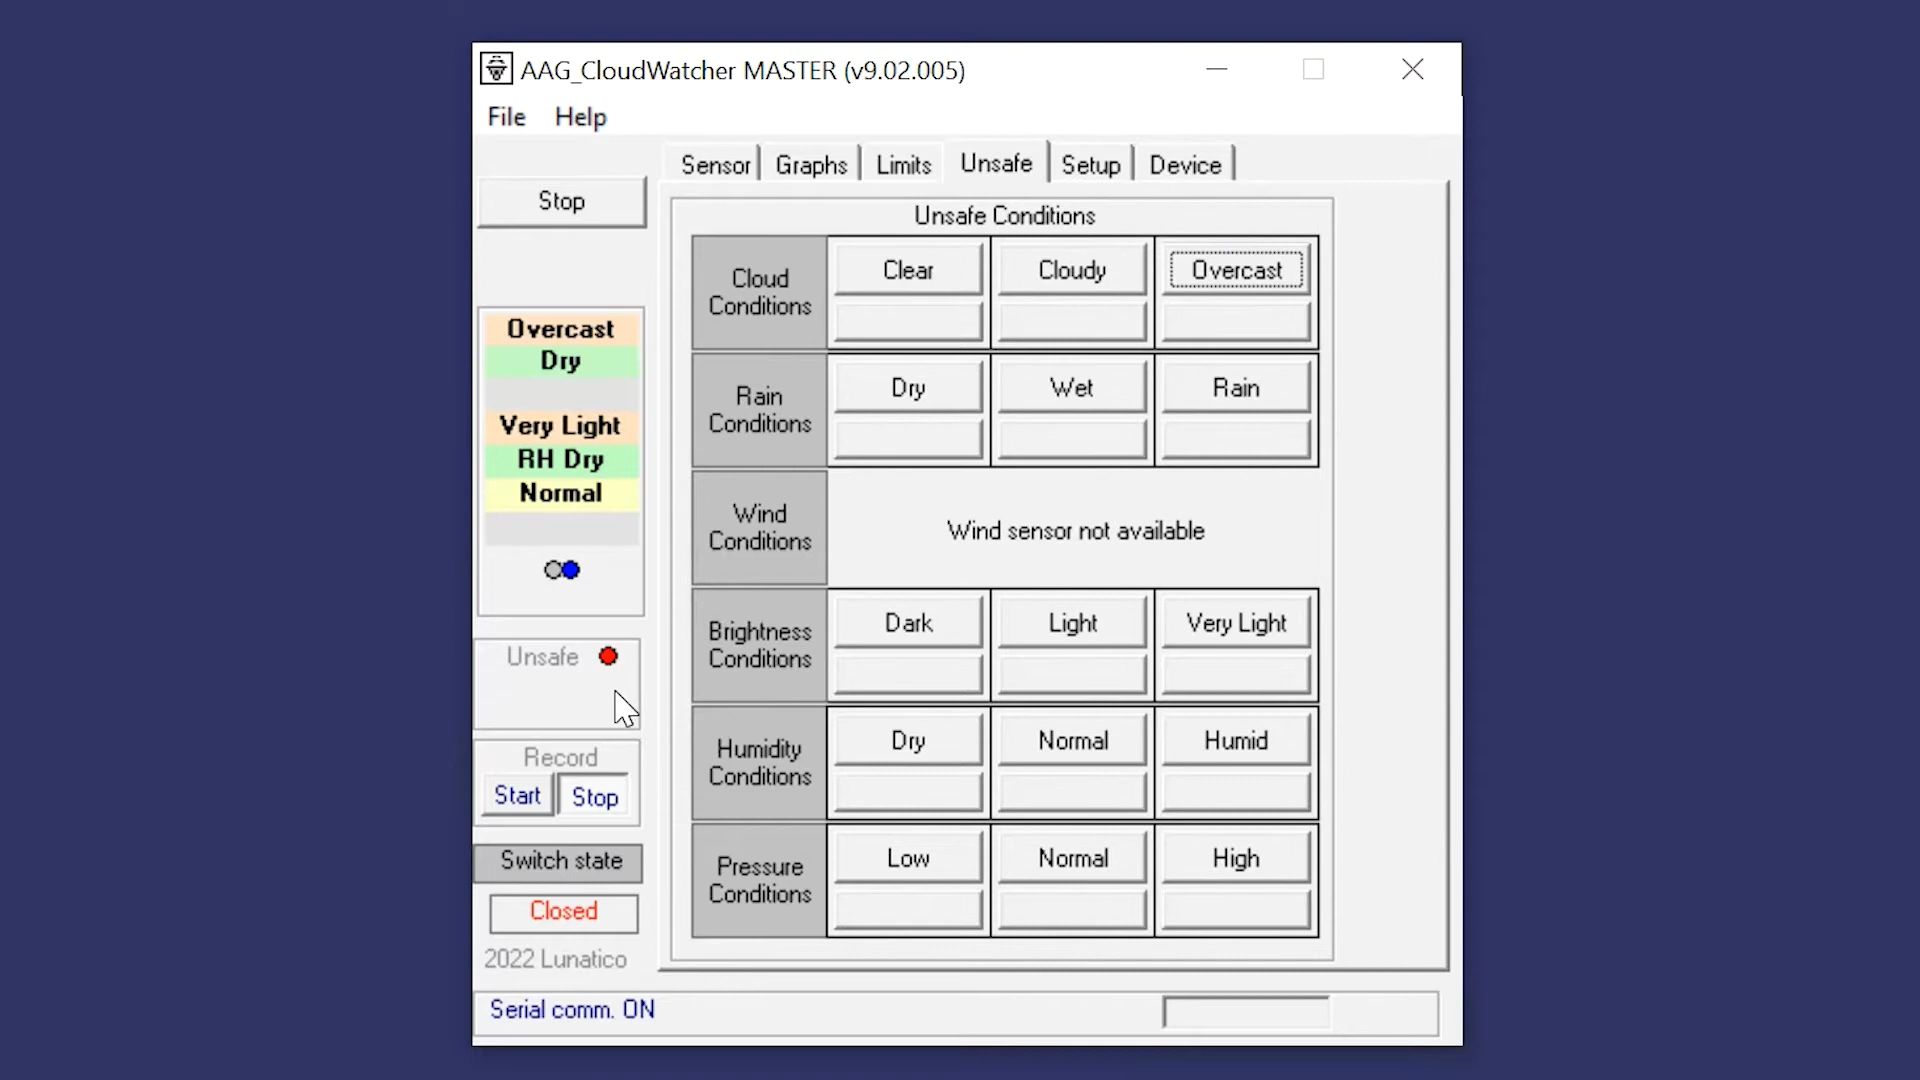 AAG_CloudWatcher MASTER (v9.02.005)
File Help
Sensor Graphs Limits Unsafe Setup Device
Stop
Overcast
Dry
Very Light
RH Dry
Normal
Unsafe
Record
Start Stop
Switch state
Closed
2022 Lunatico
Unsafe Conditions
Cloud
Conditions
Clear Cloudy Overcast
Rain
Conditions
Dry Wet Rain
Wind
Conditions
Wind sensor not available
Brightness
Conditions
Dark Light Very Light
Humidity
Conditions
Dry Normal Humid
Pressure
Conditions
Low Normal High
Serial comm. ON